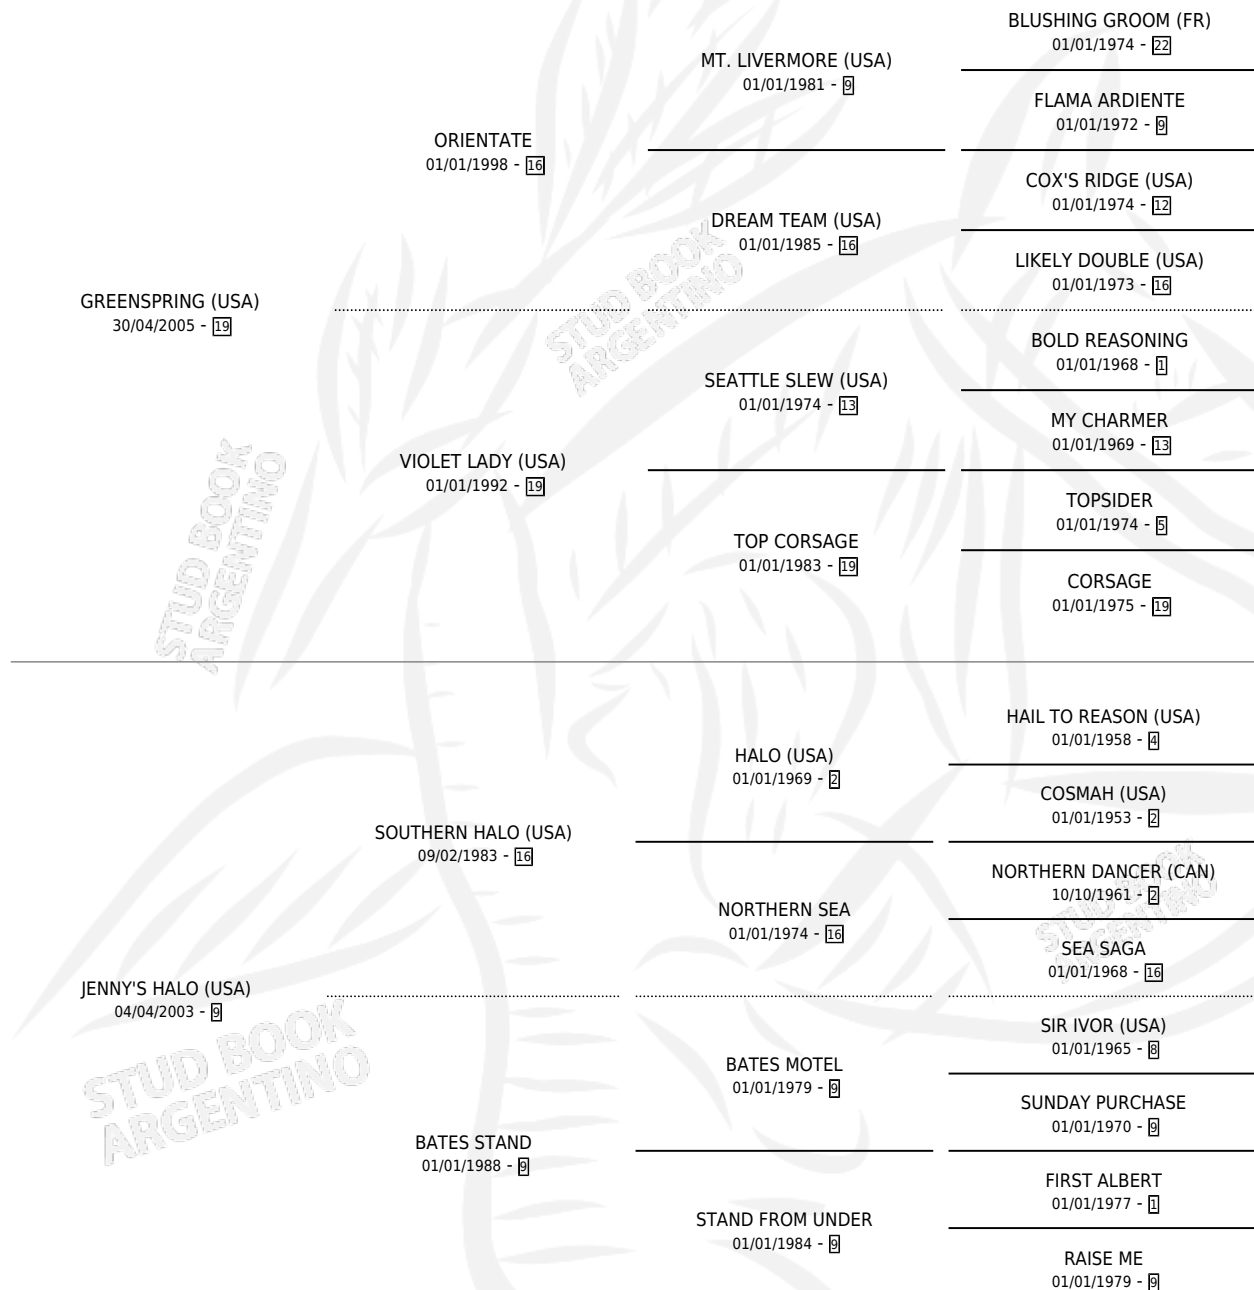 BLUSHING GROOM (FR)
01/01/1974 - 22
MT. LIVERMORE (USA)
01/01/1981 - 9
FLAMA ARDIENTE
01/01/1972 - 9
ORIENTATE
01/01/1998 - 16
COX'S RIDGE (USA)
01/01/1974 - 12
DREAM TEAM (USA)
01/01/1985 - 16
LIKELY DOUBLE (USA)
01/01/1973 - 16
GREENSPRING (USA)
30/04/2005 - 19
STUD BOOK
ARGENTINO
BOLD REASONING
01/01/1968 - 1
SEATTLE SLEW (USA)
01/01/1974 - 13
MY CHARMER
01/01/1969 - 13
VIOLET LADY (USA)
01/01/1992 - 19
TOPSIDER
01/01/1974 - 5
TOP CORSAGE
01/01/1983 - 19
CORSAGE
01/01/1975 - 19
STUD BOOK
ARGENTINO
HAIL TO REASON (USA)
01/01/1958 - 4
HALO (USA)
01/01/1969 - 2
COSMAH (USA)
01/01/1953 - 2
SOUTHERN HALO (USA)
09/02/1983 - 16
NORTHERN DANCER (CAN)
10/10/1961 - 2
STUD BOOK
ARGENTINO
NORTHERN SEA
01/01/1974 - 16
SEA SAGA
01/01/1968 - 16
JENNY'S HALO (USA)
04/04/2003 - 9
STUD BOOK
ARGENTINO
SIR IVOR (USA)
01/01/1965 - 8
BATES MOTEL
01/01/1979 - 9
SUNDAY PURCHASE
01/01/1970 - 9
BATES STAND
01/01/1988 - 9
FIRST ALBERT
01/01/1977 - 1
STAND FROM UNDER
01/01/1984 - 9
RAISE ME
01/01/1979 - 9